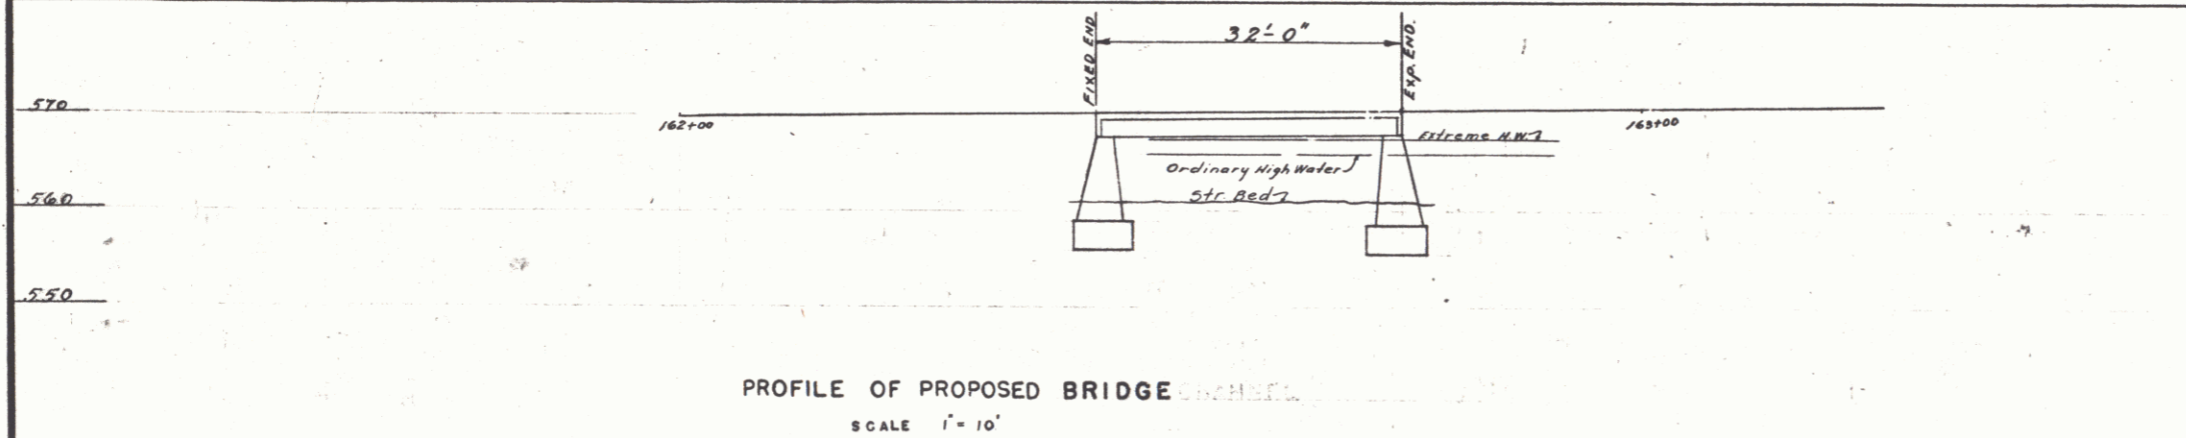 32'-0"
FIXED END
Exp. END.
570
162+00
163+00
Extreme H.W.
Ordinary High Water
560
Str. Bed
550
PROFILE OF PROPOSED BRIDGE
SCALE 1" = 10'